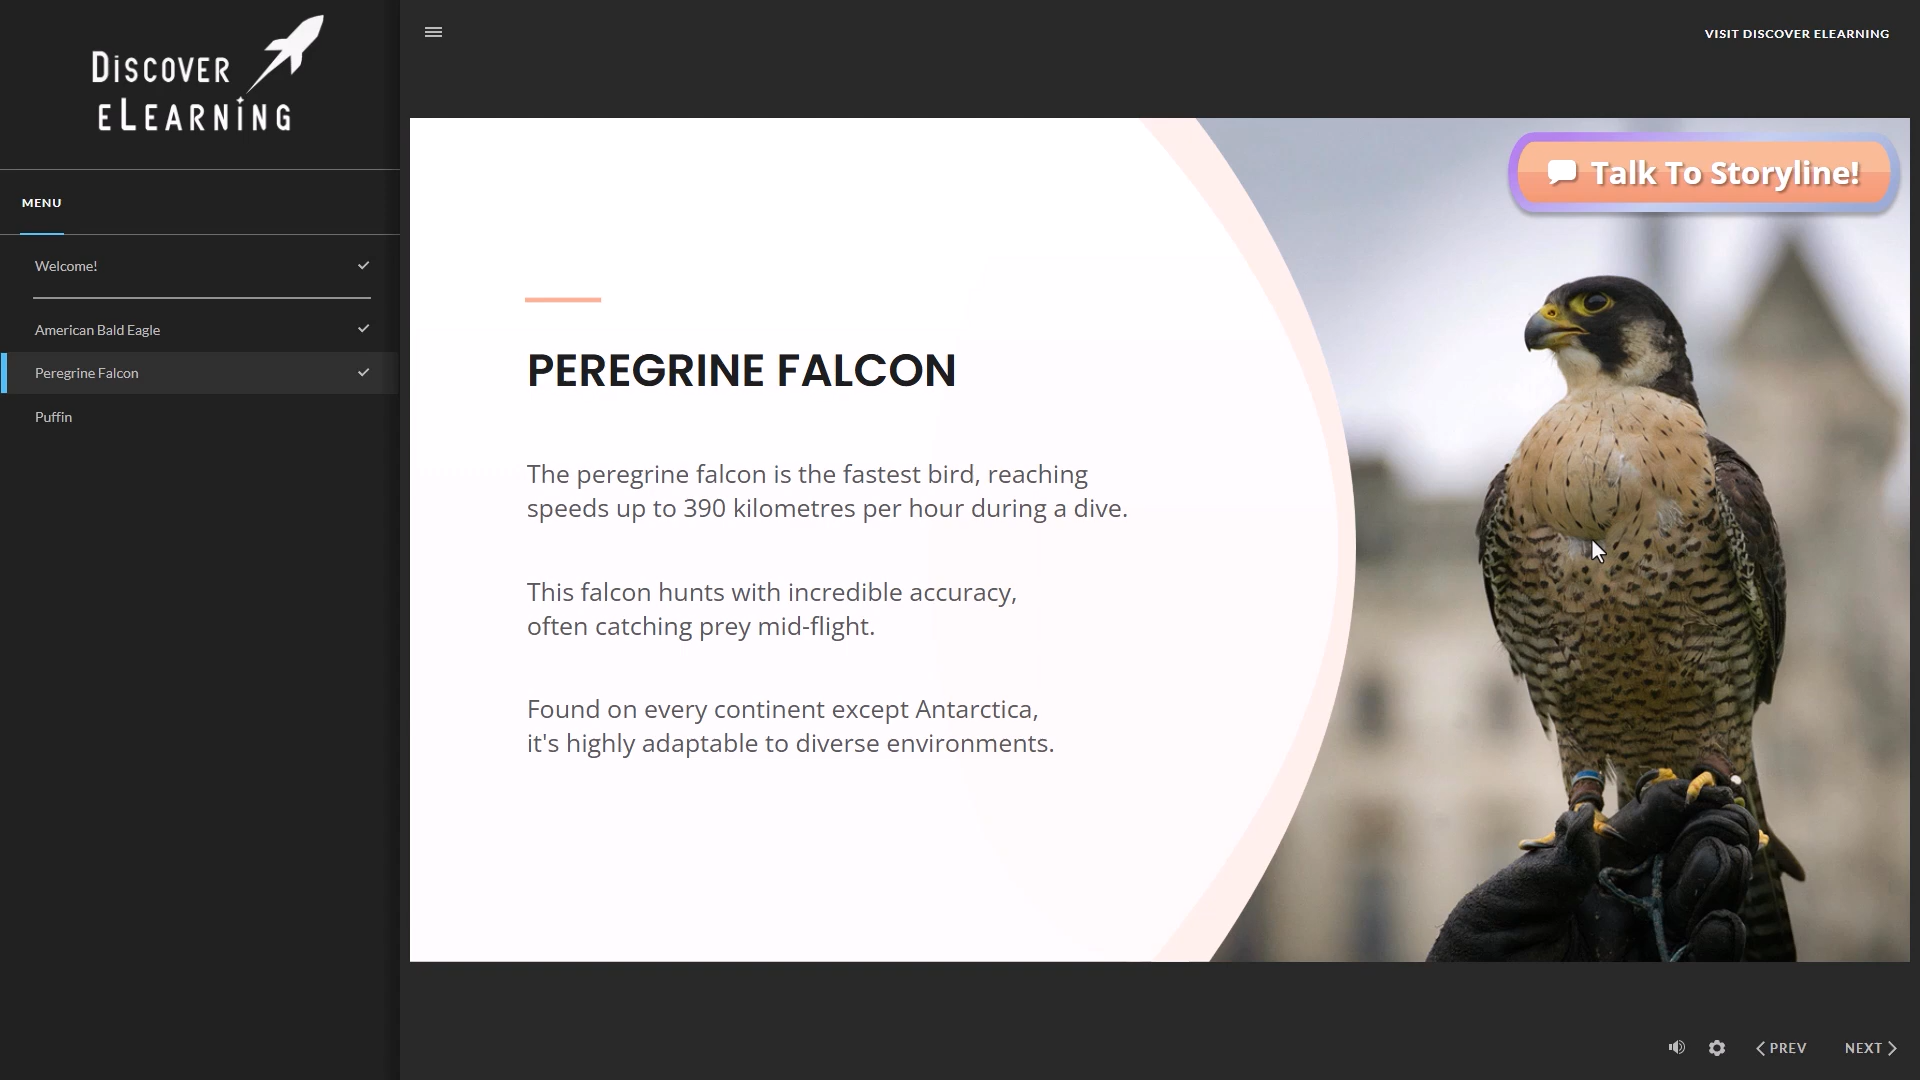 DISCOVER
ELEARNING
VISIT DISCOVER ELEARNING
MENU
Welcome!
American Bald Eagle
Peregrine Falcon
Puffin
Talk To Storyline!
PEREGRINE FALCON
The peregrine falcon is the fastest bird, reaching
speeds up to 390 kilometres per hour during a dive.
This falcon hunts with incredible accuracy,
often catching prey mid-flight.
Found on every continent except Antarctica,
it's highly adaptable to diverse environments.
PREV
NEXT